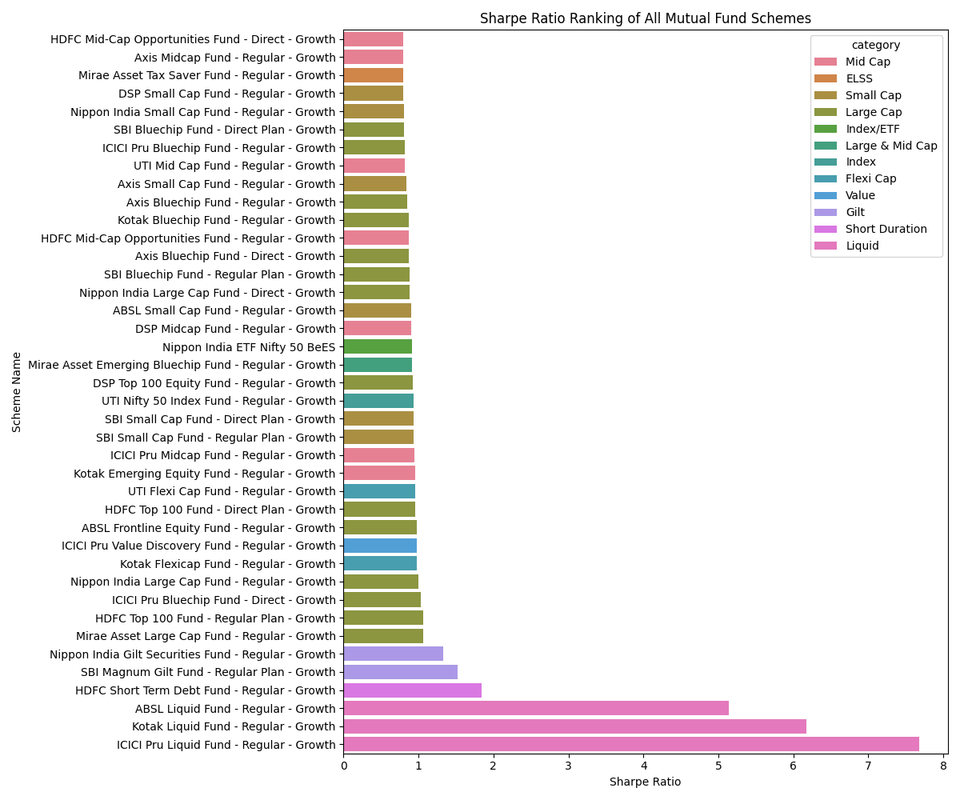 Sharpe Ratio Ranking of All Mutual Fund Schemes
HDFC Mid-Cap Opportunities Fund - Direct - Growth
Axis Midcap Fund - Regular - Growth
Mirae Asset Tax Saver Fund - Regular - Growth
DSP Small Cap Fund - Regular - Growth
Nippon India Small Cap Fund - Regular - Growth
SBI Bluechip Fund - Direct Plan - Growth
ICICI Pru Bluechip Fund - Regular - Growth
UTI Mid Cap Fund - Regular - Growth
Axis Small Cap Fund - Regular - Growth
Axis Bluechip Fund - Regular - Growth
Kotak Bluechip Fund - Regular - Growth
HDFC Mid-Cap Opportunities Fund - Regular - Growth
Axis Bluechip Fund - Direct - Growth
SBI Bluechip Fund - Regular Plan - Growth
Nippon India Large Cap Fund - Direct - Growth
ABSL Small Cap Fund - Regular - Growth
DSP Midcap Fund - Regular - Growth
Nippon India ETF Nifty 50 BeES
Mirae Asset Emerging Bluechip Fund - Regular - Growth
DSP Top 100 Equity Fund - Regular - Growth
UTI Nifty 50 Index Fund - Regular - Growth
SBI Small Cap Fund - Direct Plan - Growth
SBI Small Cap Fund - Regular Plan - Growth
ICICI Pru Midcap Fund - Regular - Growth
Kotak Emerging Equity Fund - Regular - Growth
UTI Flexi Cap Fund - Regular - Growth
HDFC Top 100 Fund - Direct Plan - Growth
ABSL Frontline Equity Fund - Regular - Growth
ICICI Pru Value Discovery Fund - Regular - Growth
Kotak Flexicap Fund - Regular - Growth
Nippon India Large Cap Fund - Regular - Growth
ICICI Pru Bluechip Fund - Direct - Growth
HDFC Top 100 Fund - Regular Plan - Growth
Mirae Asset Large Cap Fund - Regular - Growth
Nippon India Gilt Securities Fund - Regular - Growth
SBI Magnum Gilt Fund - Regular Plan - Growth
HDFC Short Term Debt Fund - Regular - Growth
ABSL Liquid Fund - Regular - Growth
Kotak Liquid Fund - Regular - Growth
ICICI Pru Liquid Fund - Regular - Growth
Scheme Name
category
Mid Cap
ELSS
Small Cap
Large Cap
Index/ETF
Large & Mid Cap
Index
Flexi Cap
Value
Gilt
Short Duration
Liquid
0 1 2 3 4 5 6 7 8
Sharpe Ratio